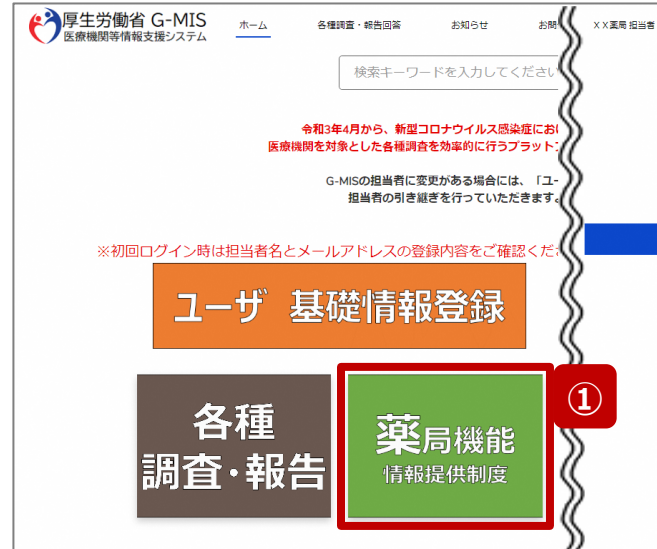 厚生労働省 G-MIS
医療機関等情報支援システム
ホーム
各種調査・報告回答
お知らせ
お問
XX薬局 担当者
検索キーワードを入力してくださ
令和3年4月から、新型コロナウイルス感染症にお
医療機関を対象とした各種調査を効率的に行うプラット
G-MISの担当者に変更がある場合には、「ユー
担当者の引き継ぎを行っていただきます。
※初回ログイン時は担当者名とメールアドレスの登録内容をご確認くだ
ユーザ 基礎情報登録
各種
調査・報告
薬局機能
情報提供制度
①